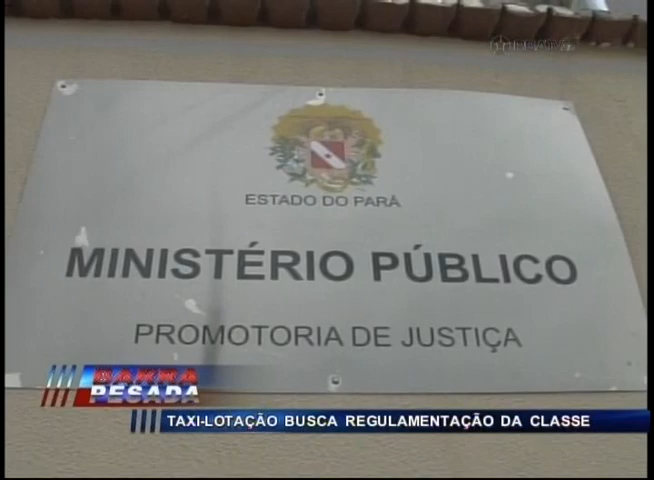 ESTADO DO PARÁ
MINISTÉRIO PÚBLICO
PROMOTORIA DE JUSTIÇA
BARRA
PESADA
TAXI-LOTAÇÃO BUSCA REGULAMENTAÇÃO DA CLASSE